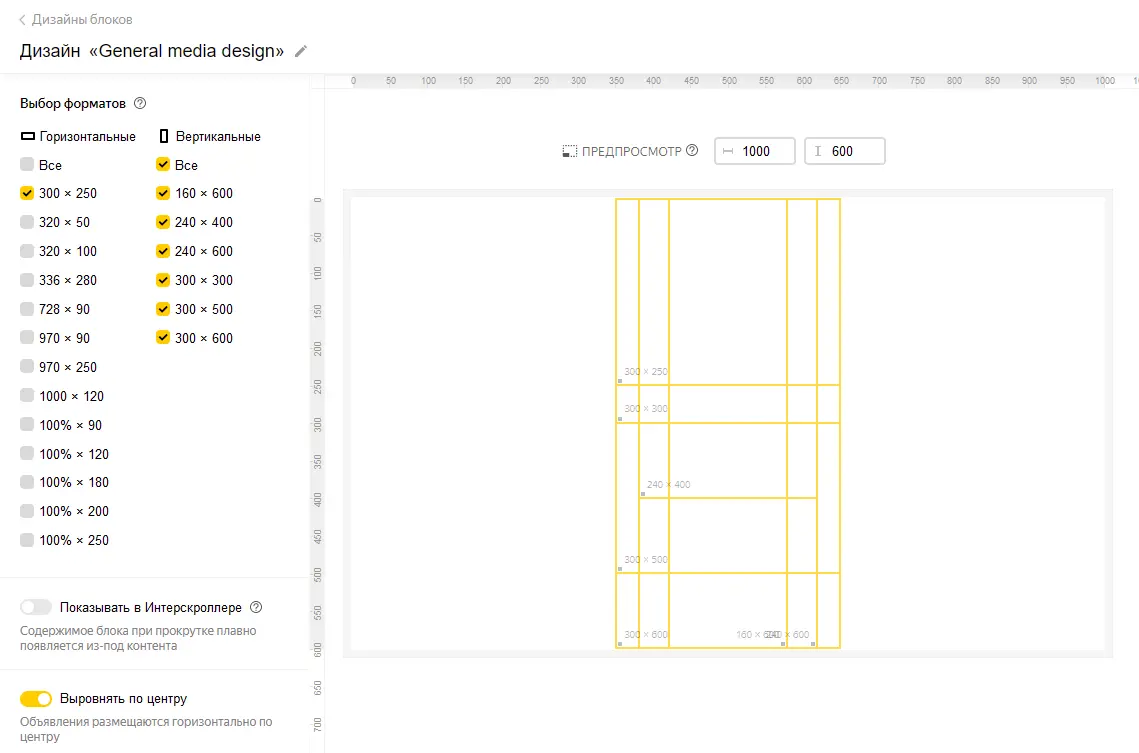 Дизайны блоков
Дизайн «General media design»
0 50 100 150 200 250 300 350 400 450 500 550 600 650 700 750 800 850 900 950 1000
Выбор форматов
Горизонтальные Вертикальные
ПРЕДПРОСМОТР 1000 600
Все Все
300 × 250 160 × 600
320 × 50 240 × 400
320 × 100 240 × 600
336 × 280 300 × 300
728 × 90 300 × 500
970 × 90 300 × 600
970 × 250
1000 × 120
100% × 90
100% × 120
100% × 180
100% × 200
100% × 250
0
50
100
150
200
250
300
350
400
450
500
550
600
650
700
300 × 250
300 × 300
240 × 400
300 × 500
300 × 600 160 × 600 240 × 600
Показывать в Интерскроллере
Содержимое блока при прокрутке плавно
появляется из-под контента
Выровнять по центру
Объявления размещаются горизонтально по
центру